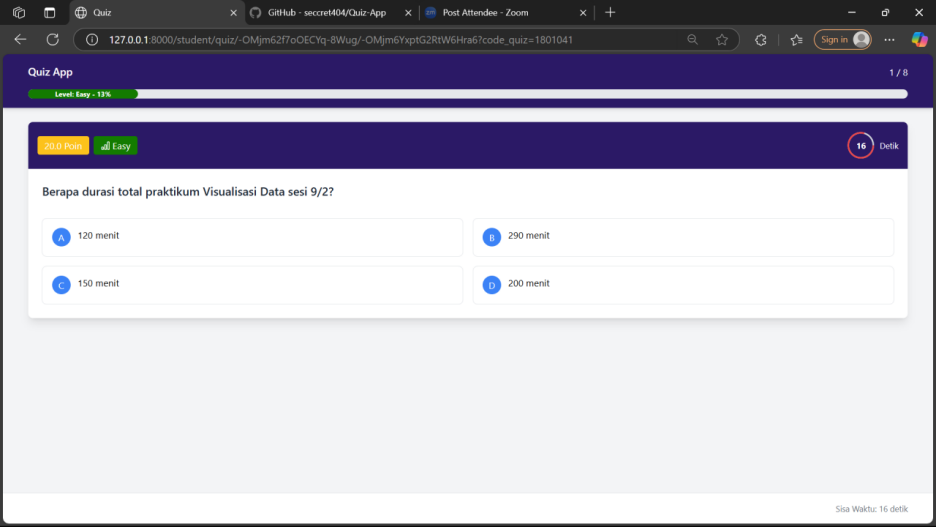 Quiz
GitHub - seccret404/Quiz-App
Post Attendee - Zoom
127.0.0.1:8000/student/quiz/-OMjm62f7oOECYq-8Wug/-OMjm6YxptG2RtW6Hra6?code_quiz=1801041
Sign in
Quiz App
1 / 8
Level: Easy - 13%
20.0 Poin
Easy
16
Detik
Berapa durasi total praktikum Visualisasi Data sesi 9/2?
A 120 menit
B 290 menit
C 150 menit
D 200 menit
Sisa Waktu: 16 detik